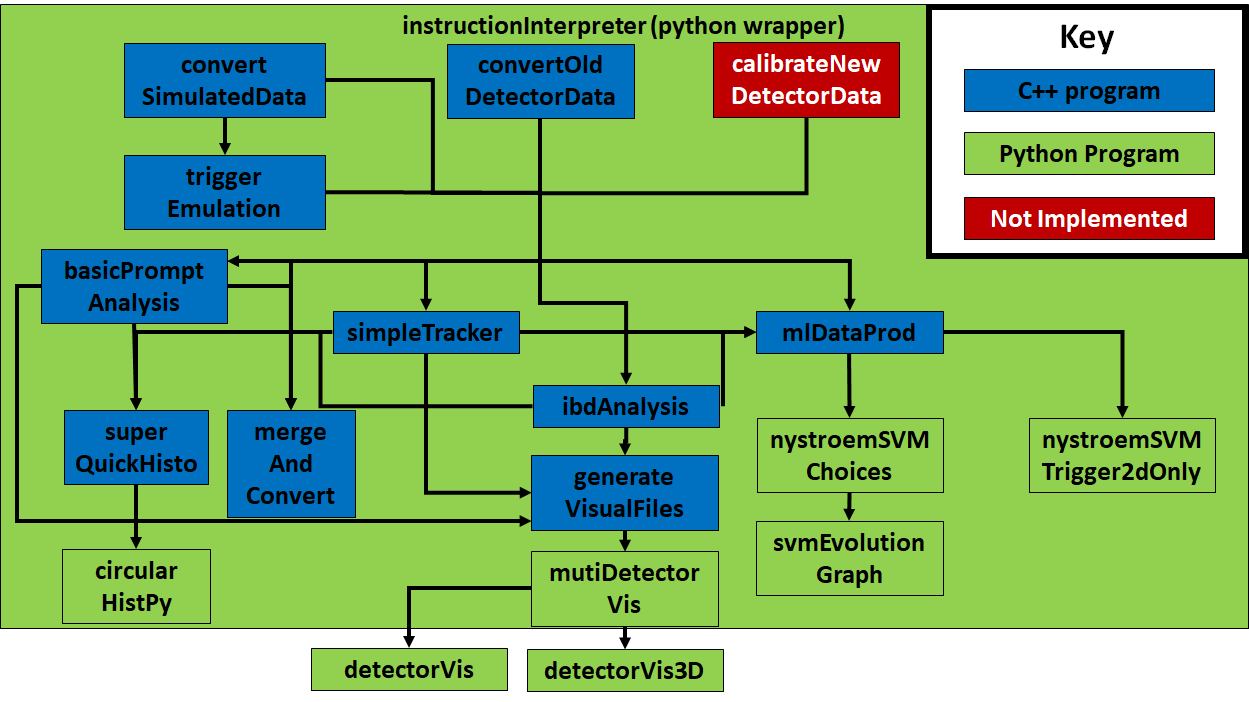 instructionInterpreter (python wrapper)
convert
SimulatedData
convertOld
DetectorData
calibrateNew
DetectorData
Key
C++ program
Python Program
Not Implemented
trigger
Emulation
basicPrompt
Analysis
simpleTracker
mlDataProd
ibdAnalysis
super
QuickHisto
merge
And
Convert
generate
VisualFiles
nystroemSVM
Choices
nystroemSVM
Trigger2dOnly
circular
HistPy
mutiDetector
Vis
svmEvolution
Graph
detectorVis
detectorVis3D